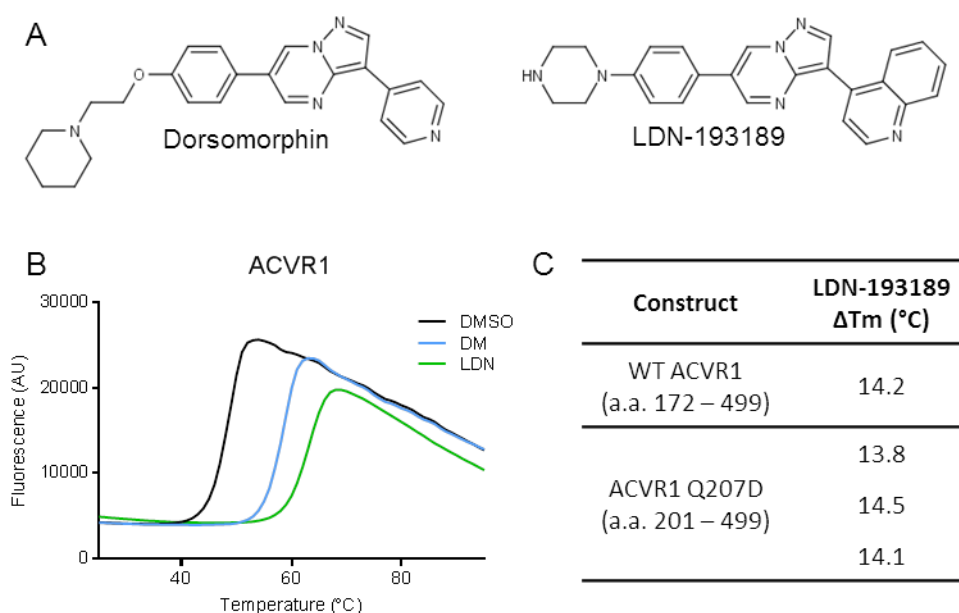 A
O
N
N
N
N
N
Dorsomorphin
HN
N
N
N
N
N
LDN-193189
B
ACVR1
30000
20000
10000
0
Fluorescence (AU)
DMSO
DM
LDN
40
60
80
Temperature (°C)
C
Construct
LDN-193189
ΔTm (°C)
WT ACVR1
(a.a. 172 – 499)
14.2
ACVR1 Q207D
(a.a. 201 – 499)
13.8
14.5
14.1